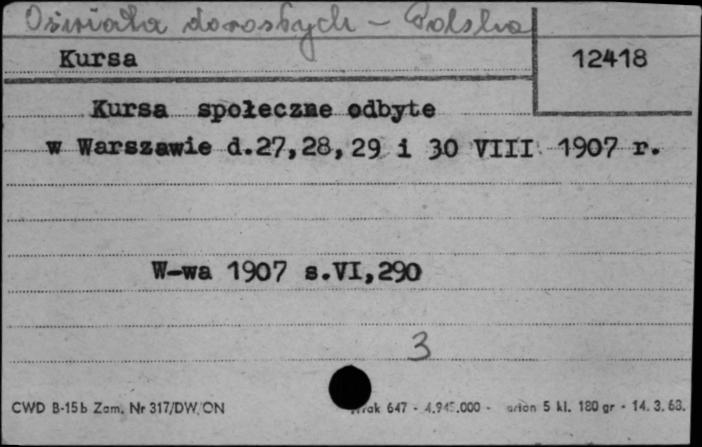 Oświata dorosłych - Polska
Kursa
12418
Kursa społeczne odbyte
w Warszawie d.27,28,29 i 30 VIII 1907 r.
W-wa 1907 s.VI,290
3
CWD B-15b Zam. Nr 317/DW/ON
647 - 5 kl. 180 gr - 14. 3. 63.